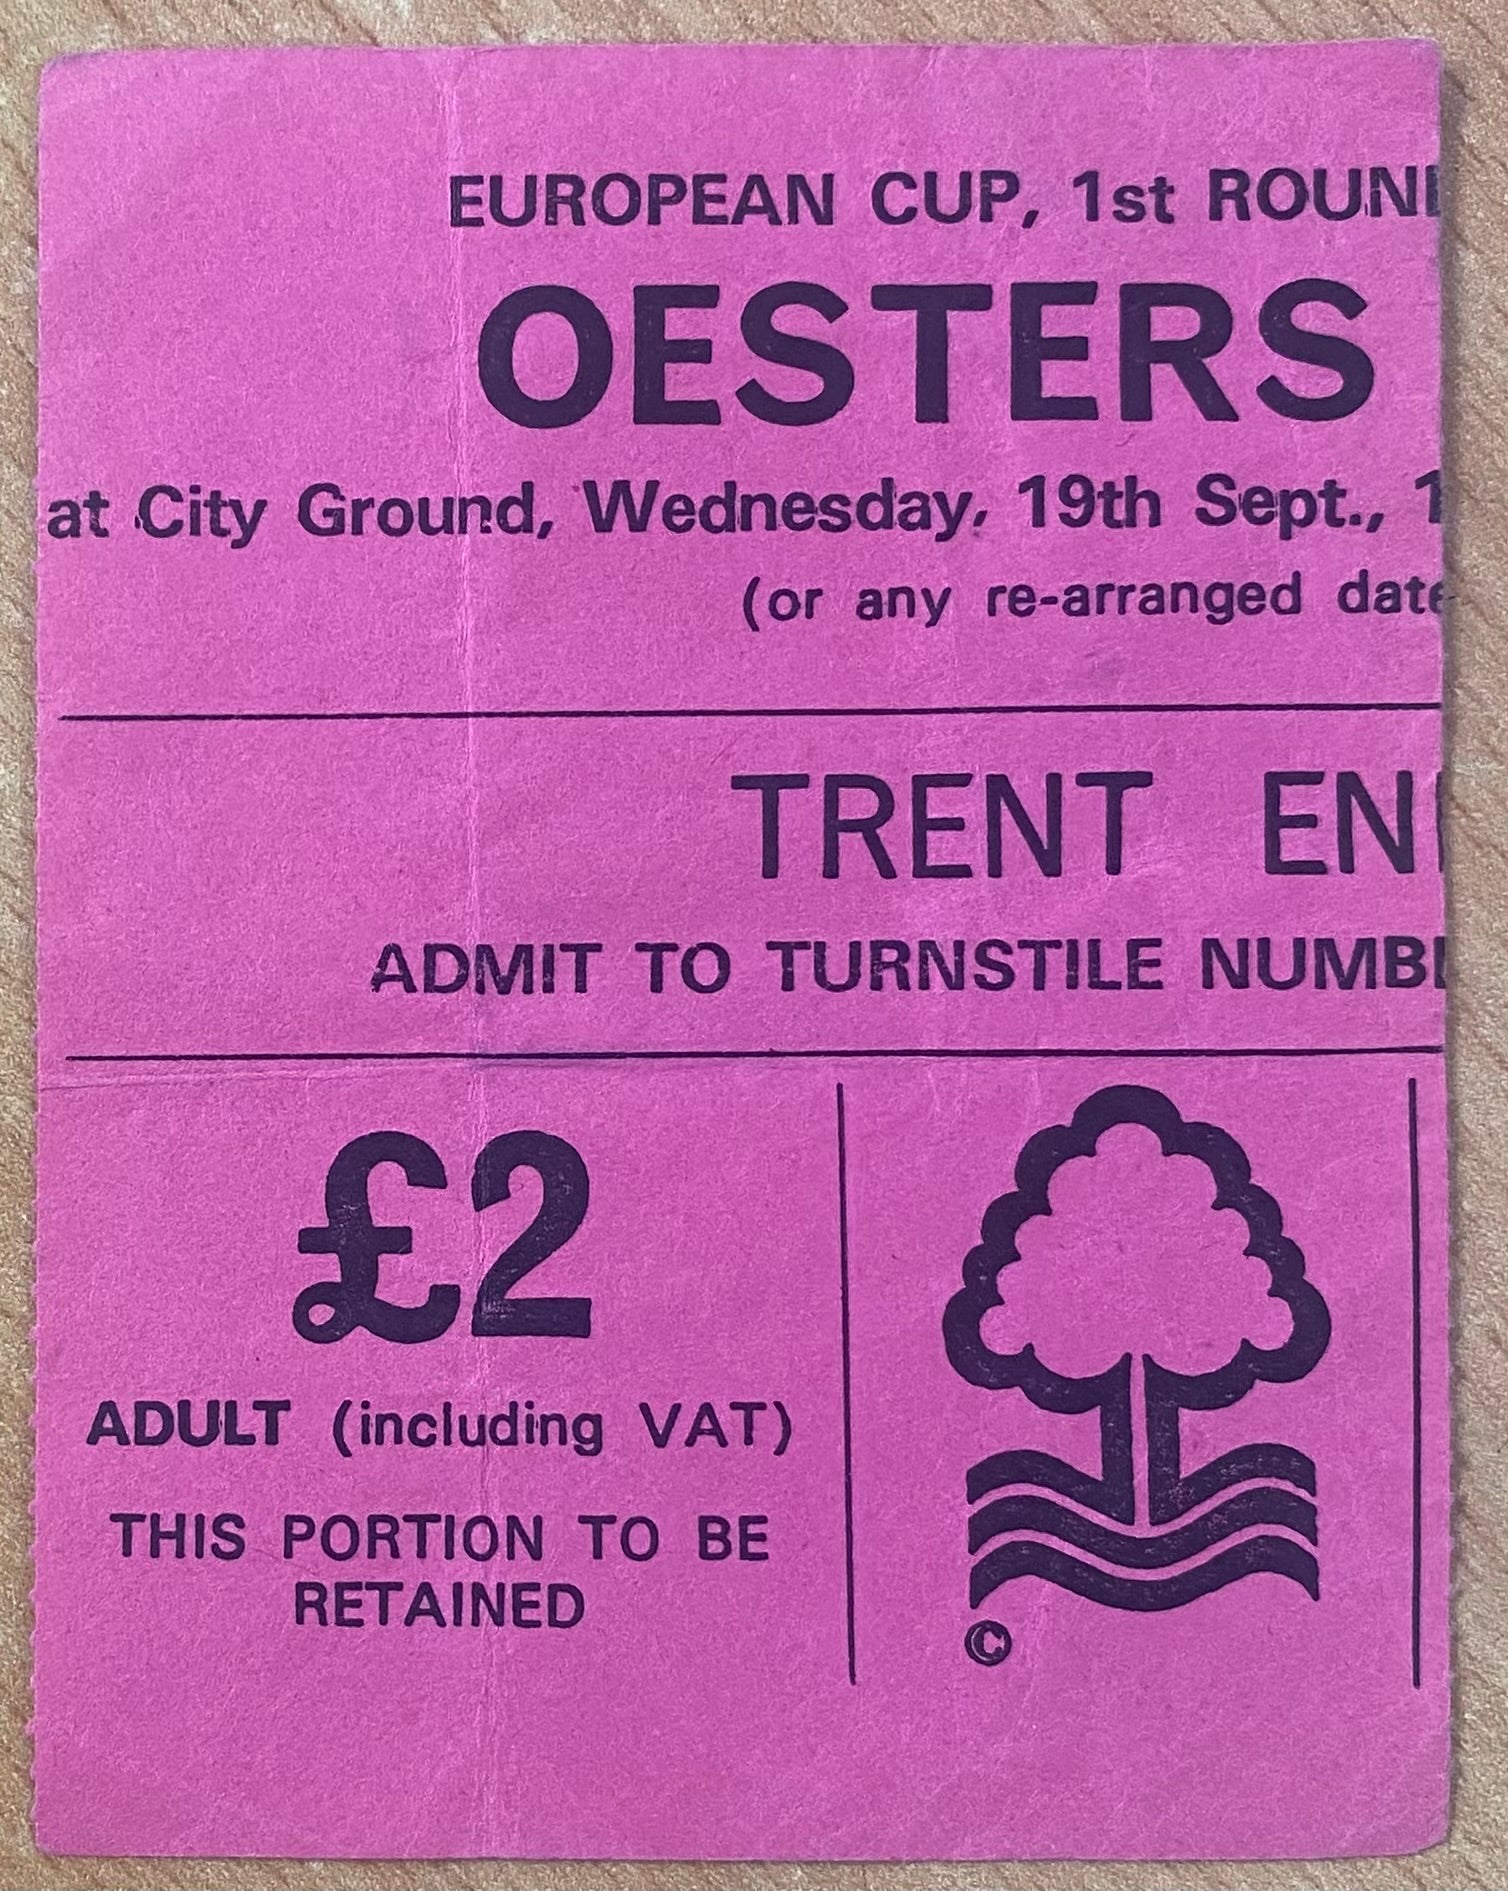 EUROPEAN CUP, 1st ROUN
OESTERS
at City Ground, Wednesday, 19th Sept., 1
(or any re-arranged date
TRENT EN
ADMIT TO TURNSTILE NUMB
£2
ADULT (including VAT)
THIS PORTION TO BE
RETAINED
©